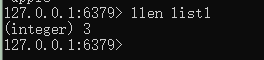 127.0.0.1:6379> llen list1
(integer) 3
127.0.0.1:6379>